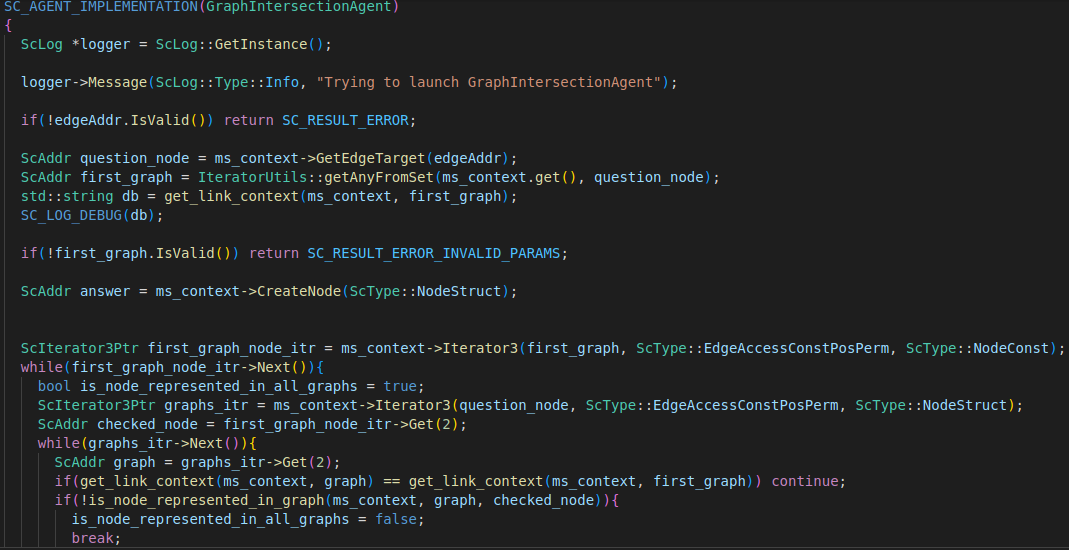 SC_AGENT_IMPLEMENTATION(GraphIntersectionAgent)
{
ScLog *logger = ScLog::GetInstance();
logger->Message(ScLog::Type::Info, "Trying to launch GraphIntersectionAgent");
if(!edgeAddr.IsValid()) return SC_RESULT_ERROR;
ScAddr question_node = ms_context->GetEdgeTarget(edgeAddr);
ScAddr first_graph = IteratorUtils::getAnyFromSet(ms_context.get(), question_node);
std::string db = get_link_context(ms_context, first_graph);
SC_LOG_DEBUG(db);
if(!first_graph.IsValid()) return SC_RESULT_ERROR_INVALID_PARAMS;
ScAddr answer = ms_context->CreateNode(ScType::NodeStruct);
ScIterator3Ptr first_graph_node_itr = ms_context->Iterator3(first_graph, ScType::EdgeAccessConstPosPerm, ScType::NodeConst);
while(first_graph_node_itr->Next()){
bool is_node_represented_in_all_graphs = true;
ScIterator3Ptr graphs_itr = ms_context->Iterator3(question_node, ScType::EdgeAccessConstPosPerm, ScType::NodeStruct);
ScAddr checked_node = first_graph_node_itr->Get(2);
while(graphs_itr->Next()){
ScAddr graph = graphs_itr->Get(2);
if(get_link_context(ms_context, graph) == get_link_context(ms_context, first_graph)) continue;
if(!is_node_represented_in_graph(ms_context, graph, checked_node)){
is_node_represented_in_all_graphs = false;
break;